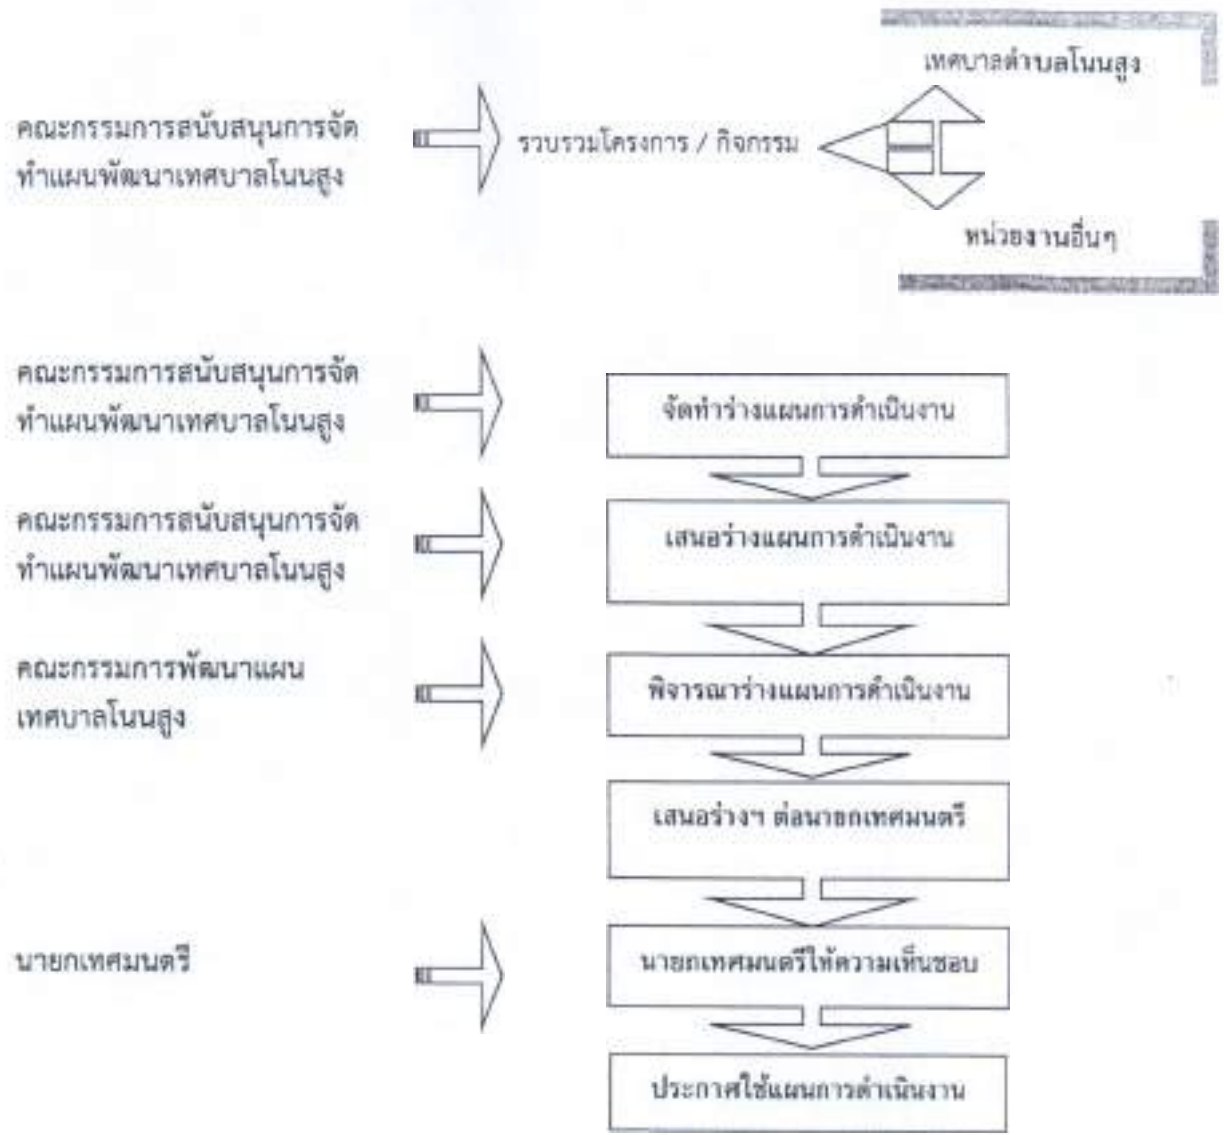 เทศบาลตำบลโนนสูง
คณะกรรมการสนับสนุนการจัด
ทำแผนพัฒนาเทศบาลโนนสูง
รวบรวมโครงการ / กิจกรรม
หน่วยงานอื่นๆ
คณะกรรมการสนับสนุนการจัด
ทำแผนพัฒนาเทศบาลโนนสูง
จัดทำร่างแผนการดำเนินงาน
คณะกรรมการสนับสนุนการจัด
ทำแผนพัฒนาเทศบาลโนนสูง
เสนอร่างแผนการดำเนินงาน
คณะกรรมการพัฒนาแผน
เทศบาลโนนสูง
พิจารณาร่างแผนการดำเนินงาน
เสนอร่างฯ ต่อนายกเทศมนตรี
นายกเทศมนตรี
นายกเทศมนตรีให้ความเห็นชอบ
ประกาศใช้แผนการดำเนินงาน